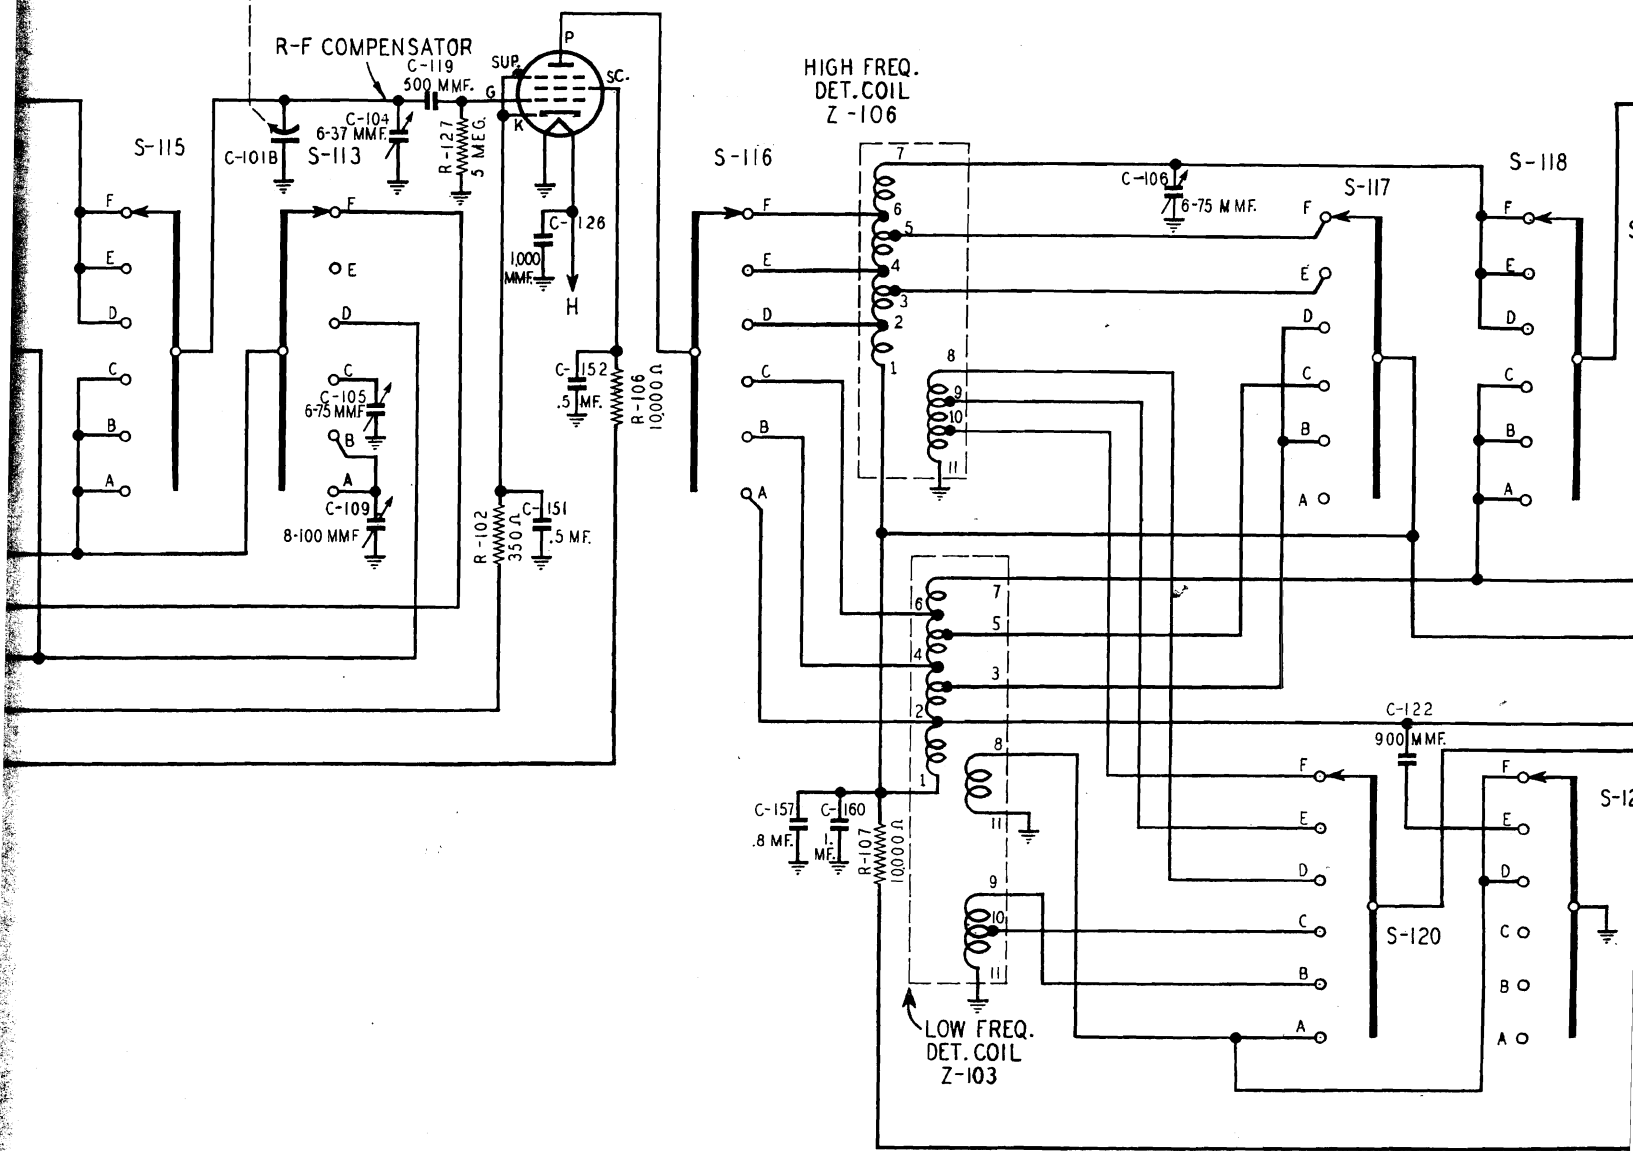 R-F COMPENSATOR
C-119
500 MMF.
P
SUP.
SC.
G
K
C-104
6-37 MMF.
C-101B
S-113
R-127
5 MEG.
S-115
F
E
D
C
B
A
F
E
D
C
C-105
6-75 MMF
B
A
C-109
8-100 MMF
C-126
1,000
MMF.
H
C-152
.5 MF.
R-106
10,000 Ω
R-102
350 Ω
C-151
.5 MF.
S-116
F
E
D
C
B
A
HIGH FREQ.
DET. COIL
Z-106
7
6
5
4
3
2
1
8
9
10
11
C-106
6-75 MMF.
S-117
F
E
D
C
B
A
S-118
F
E
D
C
B
A
7
6
5
4
3
2
1
8
11
9
10
11
C-157
.8 MF.
C-160
1.
MF.
R-107
10,000 Ω
LOW FREQ.
DET. COIL
Z-103
C-122
900 MMF.
F
E
D
C
B
A
S-120
F
E
D
C
B
A
S-12